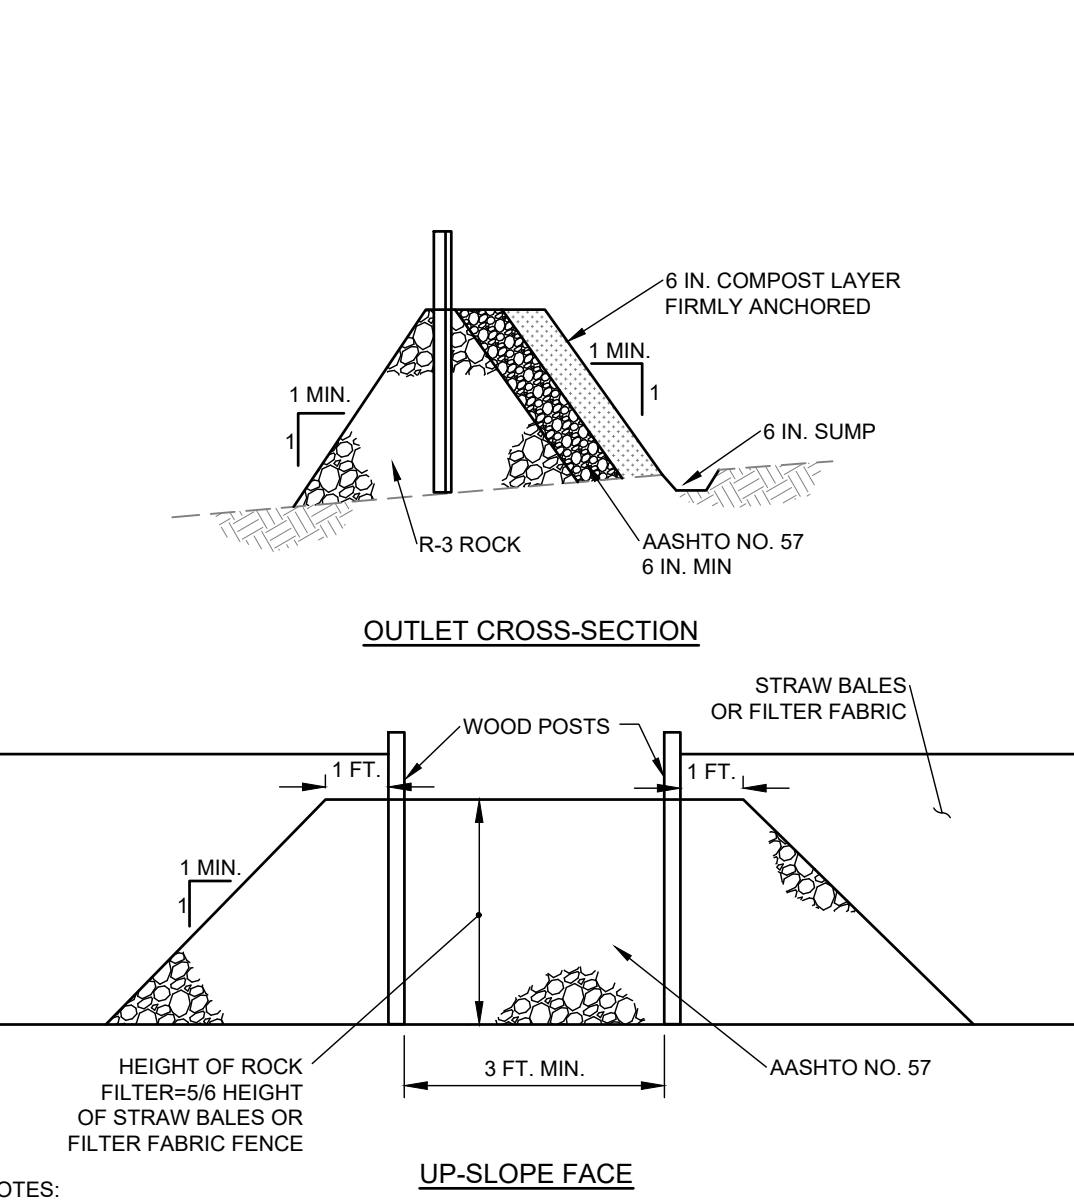 6 IN. COMPOST LAYER
FIRMLY ANCHORED
1 MIN.
1
1 MIN.
1
6 IN. SUMP
R-3 ROCK
AASHTO NO. 57
6 IN. MIN
OUTLET CROSS-SECTION
STRAW BALES
OR FILTER FABRIC
WOOD POSTS
1 FT.
1 FT.
1 MIN.
1
HEIGHT OF ROCK
FILTER=5/6 HEIGHT
OF STRAW BALES OR
FILTER FABRIC FENCE
3 FT. MIN.
AASHTO NO. 57
UP-SLOPE FACE
OTES: